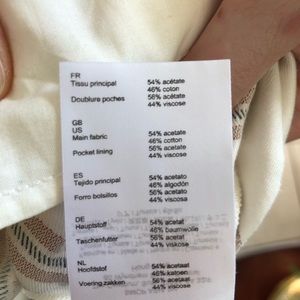 FR
Tissu principal 54% acétate
46% coton
Doublure poches 56% acétate
44% viscose
GB
US
Main fabric 54% acetate
46% cotton
Pocket lining 56% acetate
44% viscose
ES
Tejido principal 54% acetato
46% algodón
Forro bolsillos 56% acetato
44% viscosa
DE
Hauptstoff 54% acetat
46% baumwolle
Taschenfutter 56% acetat
44% viskose
NL
Hoofdstof 54% acetaat
46% katoen
Voering zakken 56% acetaat
44% viscose